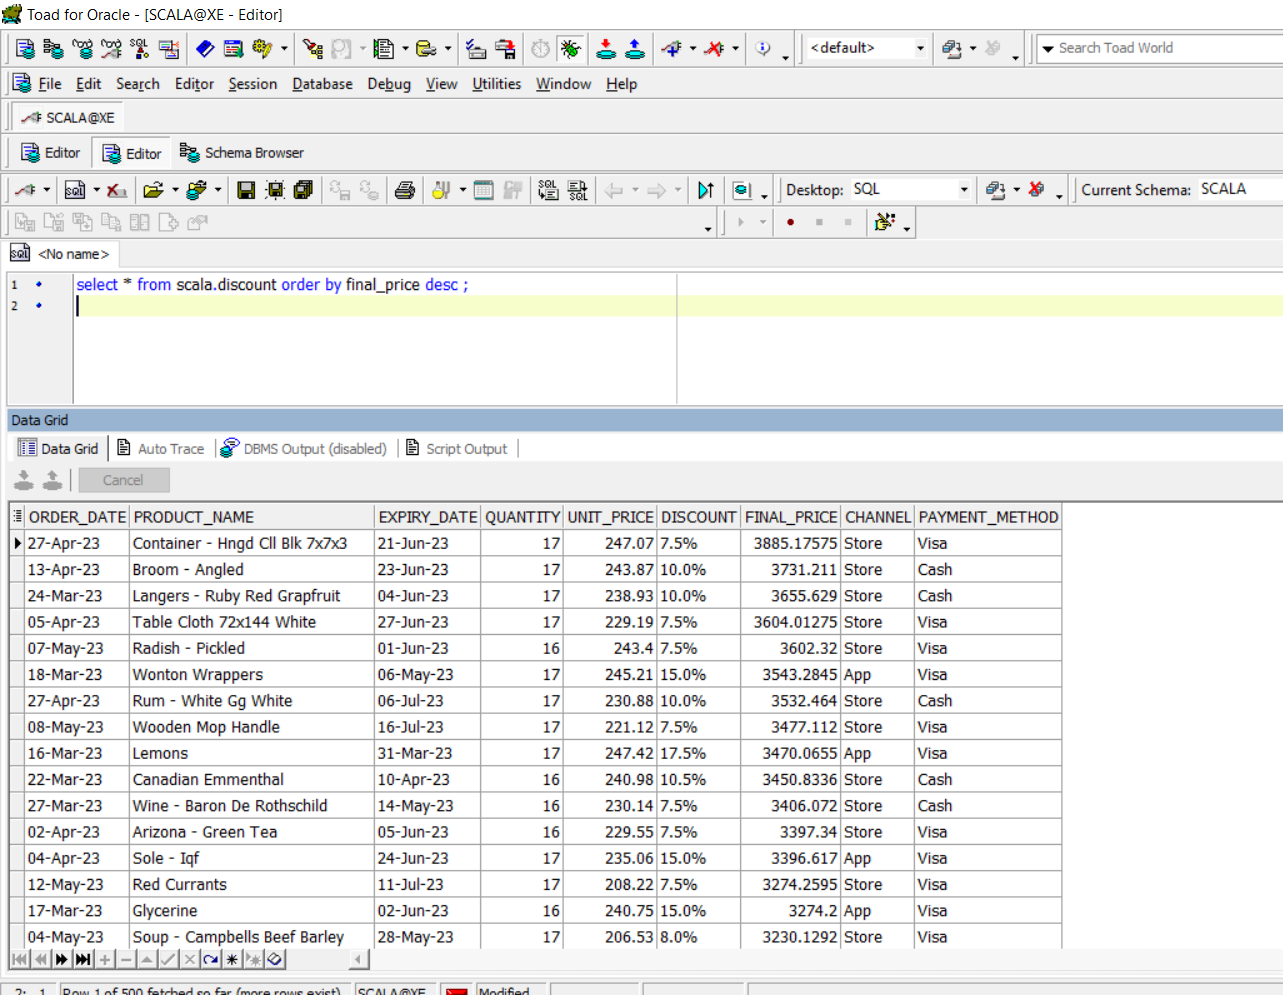 Toad for Oracle - [SCALA@XE - Editor]
<default>
Search Toad World
File Edit Search Editor Session Database Debug View Utilities Window Help
SCALA@XE
Editor Editor Schema Browser
Desktop: SQL Current Schema: SCALA
<No name>
1 select * from scala.discount order by final_price desc ;
2
Data Grid
Data Grid Auto Trace DBMS Output (disabled) Script Output
Cancel
ORDER_DATE PRODUCT_NAME EXPIRY_DATE QUANTITY UNIT_PRICE DISCOUNT FINAL_PRICE CHANNEL PAYMENT_METHOD
27-Apr-23 Container - Hngd Cll Blk 7x7x3 21-Jun-23 17 247.07 7.5% 3885.17575 Store Visa
13-Apr-23 Broom - Angled 23-Jun-23 17 243.87 10.0% 3731.211 Store Cash
24-Mar-23 Langers - Ruby Red Grapfruit 04-Jun-23 17 238.93 10.0% 3655.629 Store Cash
05-Apr-23 Table Cloth 72x144 White 27-Jun-23 17 229.19 7.5% 3604.01275 Store Visa
07-May-23 Radish - Pickled 01-Jun-23 16 243.4 7.5% 3602.32 Store Visa
18-Mar-23 Wonton Wrappers 06-May-23 17 245.21 15.0% 3543.2845 App Visa
27-Apr-23 Rum - White Gg White 06-Jul-23 17 230.88 10.0% 3532.464 Store Cash
08-May-23 Wooden Mop Handle 16-Jul-23 17 221.12 7.5% 3477.112 Store Visa
16-Mar-23 Lemons 31-Mar-23 17 247.42 17.5% 3470.0655 App Visa
22-Mar-23 Canadian Emmenthal 10-Apr-23 16 240.98 10.5% 3450.8336 Store Cash
27-Mar-23 Wine - Baron De Rothschild 14-May-23 16 230.14 7.5% 3406.072 Store Cash
02-Apr-23 Arizona - Green Tea 05-Jun-23 16 229.55 7.5% 3397.34 Store Visa
04-Apr-23 Sole - Iqf 24-Jun-23 17 235.06 15.0% 3396.617 App Visa
12-May-23 Red Currants 11-Jul-23 17 208.22 7.5% 3274.2595 Store Visa
17-Mar-23 Glycerine 02-Jun-23 16 240.75 15.0% 3274.2 App Visa
04-May-23 Soup - Campbells Beef Barley 28-May-23 17 206.53 8.0% 3230.1292 Store Visa
2: 1 Row 1 of 500 fetched so far (more rows exist) SCALA@XE Modified